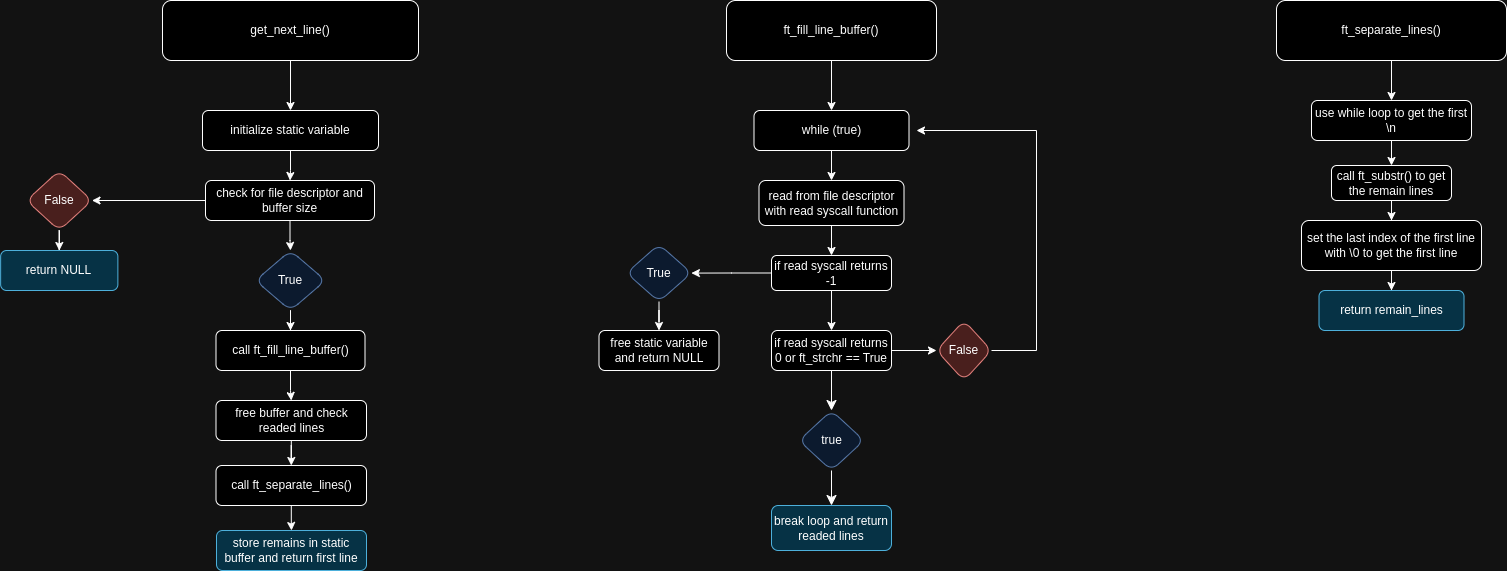 get_next_line()
initialize static variable
check for file descriptor and
buffer size
False
return NULL
True
call ft_fill_line_buffer()
free buffer and check
readed lines
call ft_separate_lines()
store remains in static
buffer and return first line
ft_fill_line_buffer()
while (true)
read from file descriptor
with read syscall function
if read syscall returns
-1
True
free static variable
and return NULL
if read syscall returns
0 or ft_strchr == True
False
true
break loop and return
readed lines
ft_separate_lines()
use while loop to get the first
\n
call ft_substr() to get
the remain lines
set the last index of the first line
with \0 to get the first line
return remain_lines